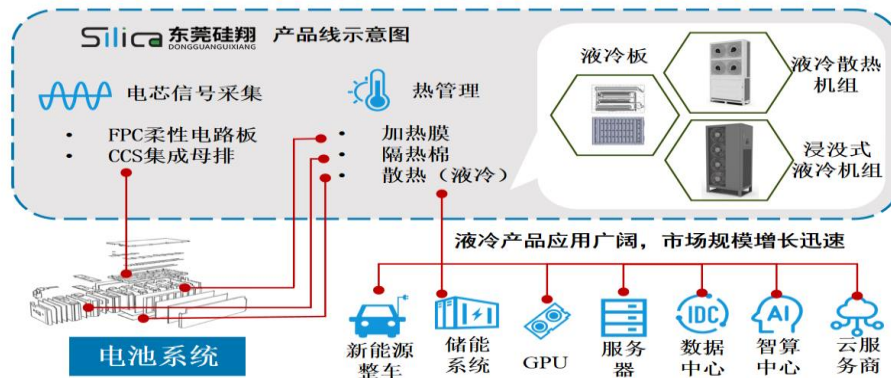 Silica 东莞硅翔 产品线示意图
DONGGUANGUIXIANG
电芯信号采集
• FPC柔性电路板
• CCS集成母排
热管理
• 加热膜
• 隔热棉
• 散热（液冷）
液冷板
液冷散热
机组
浸没式
液冷机组
液冷产品应用广阔，市场规模增长迅速
电池系统
新能源
整车
储能
系统
GPU
服务
器
IDC
数据
中心
AI
智算
中心
云服
务商